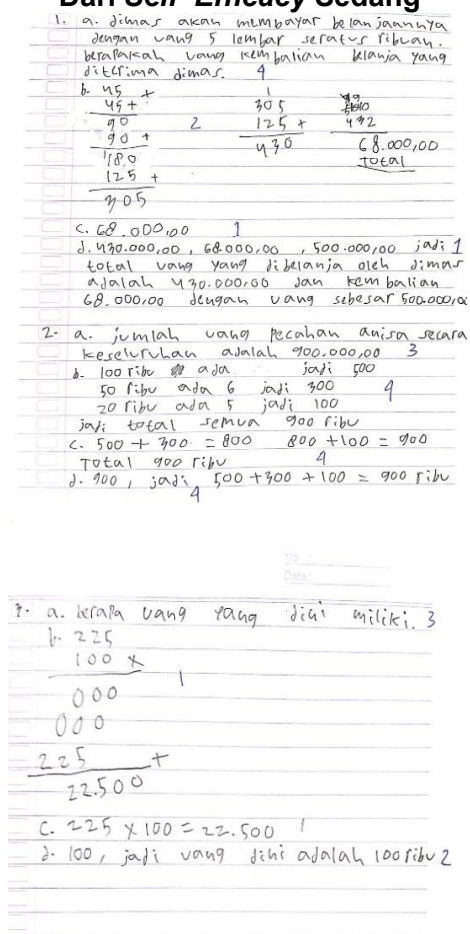 Dari Self Efficacy Sedang
1. a. dimas akan membayar belanjaannya
dengan uang 5 lembar seratus ribuan.
berapakah uang kembalian belanja yang
diterima dimas. 4
b. 45 +
45 +
90
90 +
180
125 +
305
2
1
305
125 +
430
432
68.000,00
total
c. 68.000,00 1
d. 430.000,00, 68.000,00, 500.000,00 jadi 1
total uang yang dibelanja oleh dimas
adalah 430.000,00 dan kembalian
68.000,00 dengan uang sebesar 500.000,00
2. a. jumlah uang pecahan anisa secara
keseluruhan adalah 900.000,00 3
b. 100 ribu ada jadi 500
50 ribu ada 6 jadi 300 4
20 ribu ada 5 jadi 100
jadi total semua 900 ribu
c. 500 + 300 = 800 800 + 100 = 900
Total 900 ribu 4
d. 900, jadi 500 + 300 + 100 = 900 ribu
4
No :
Date :
3. a. berapa uang yang dini miliki. 3
b. 225
100 x
000 1
000
225 +
22.500
c. 225 x 100 = 22.500 1
d. 100, jadi uang dini adalah 100 ribu 2